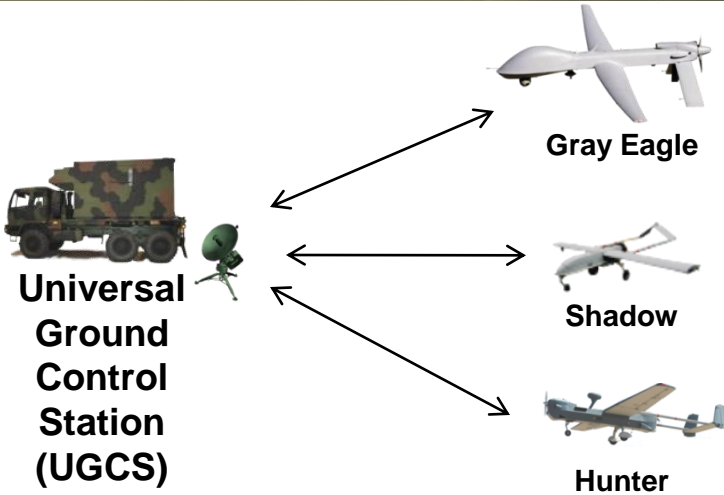 Gray Eagle
Universal
Ground
Control
Station
(UGCS)
Shadow
Hunter